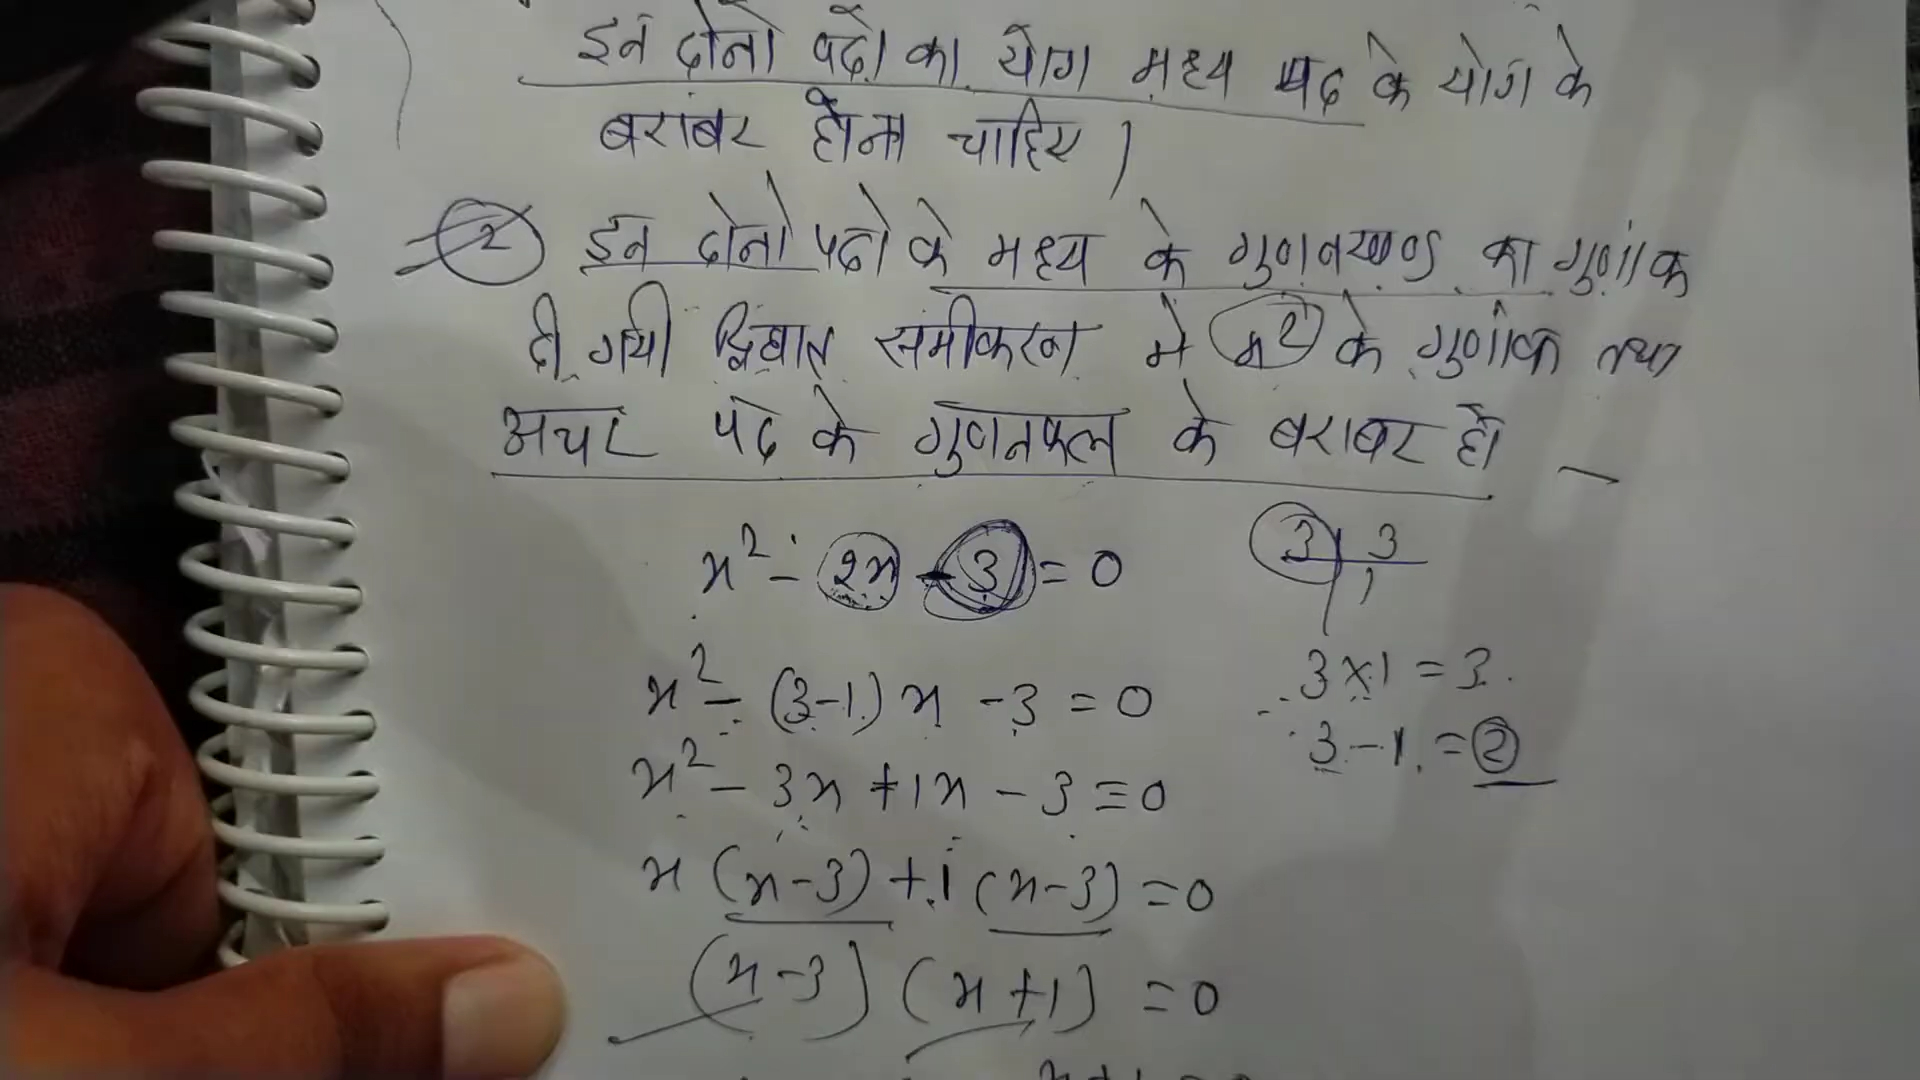 इन दोनो पदो का योग मध्य पद के योग के
बराबर होना चाहिए।
2 इन दोनो पदो के मध्य के गुणनखण्ड का गुणांक
दी गयी द्विघात समीकरण मे x² के गुणांक तथा
अचर पद के गुणनफल के बराबर हो –
x² - 2x - 3 = 0
3 | 3
1
x² - (3-1)x - 3 = 0
3×1 = 3
3-1 = 2
x² - 3x + 1x - 3 = 0
x (x-3) + 1 (x-3) = 0
(x-3) (x+1) = 0